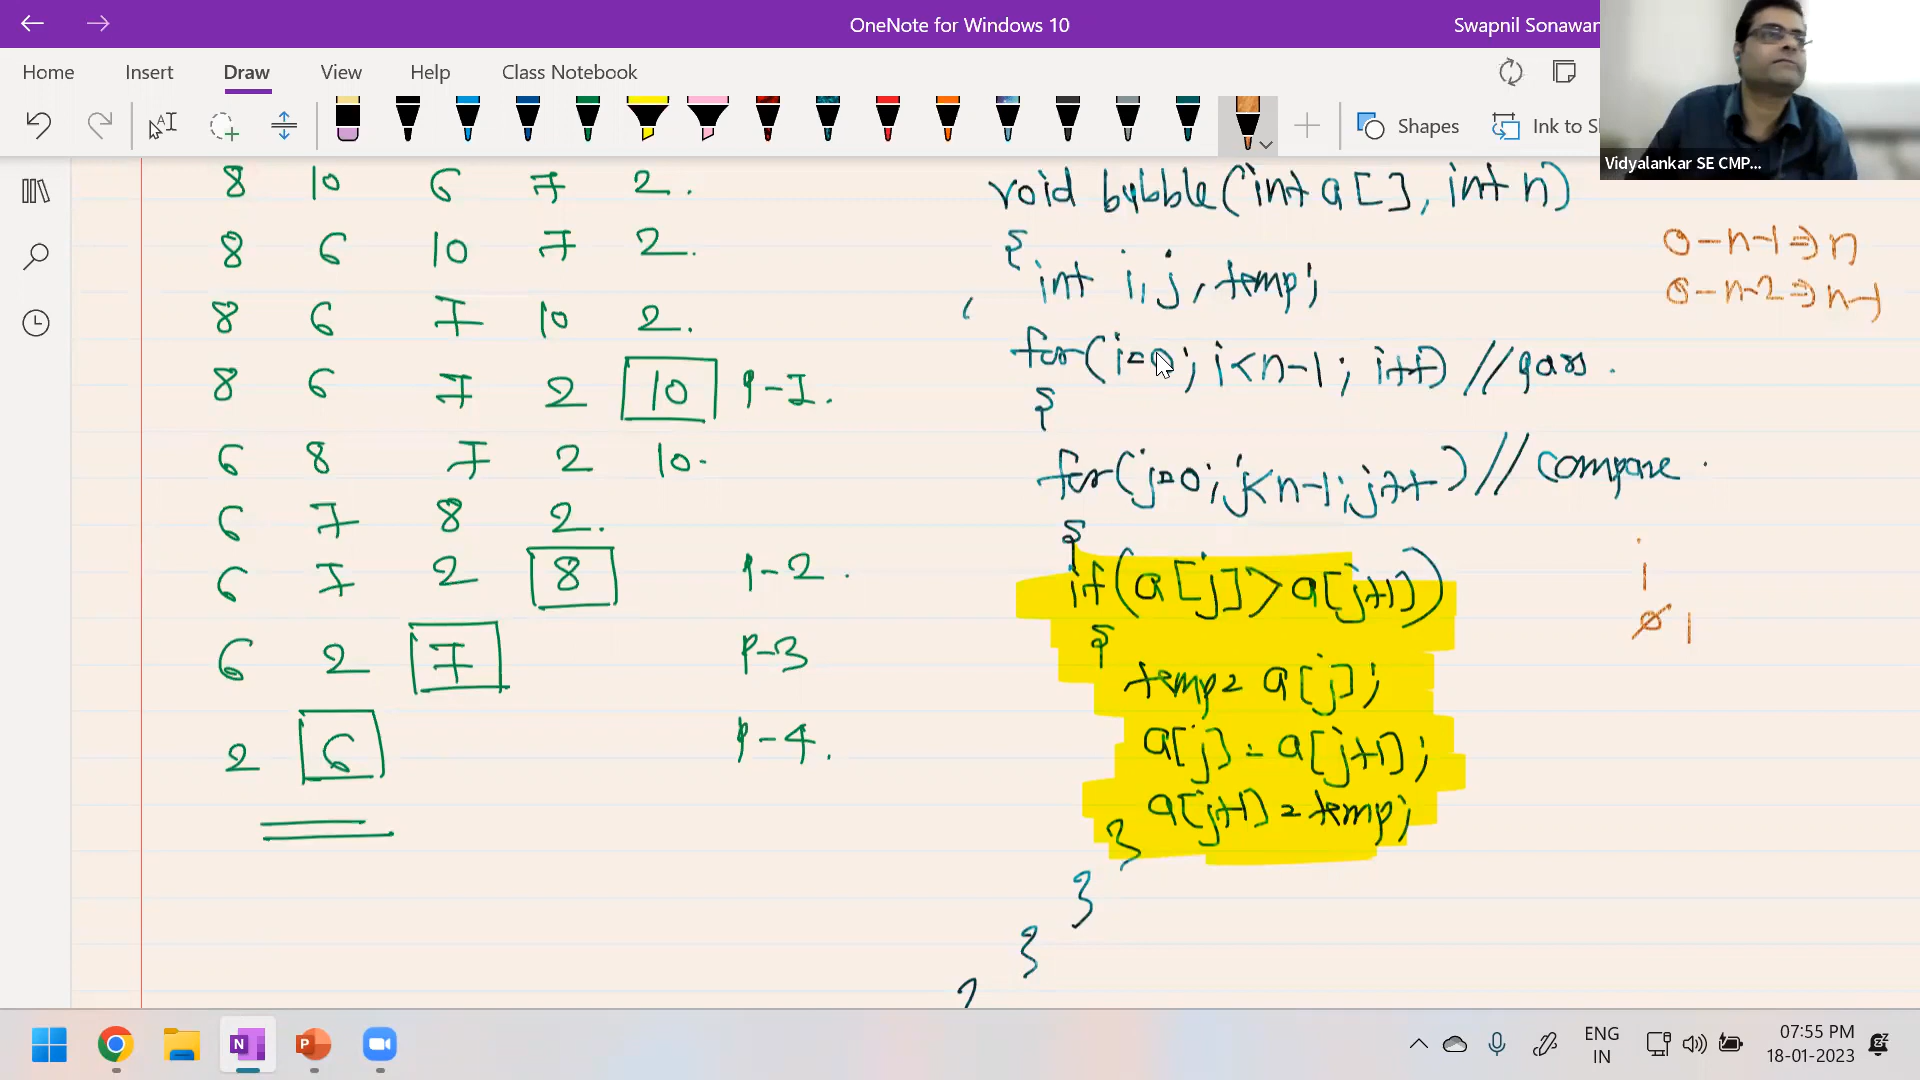 OneNote for Windows 10
Swapnil Sonawan
Home Insert Draw View Help Class Notebook
Shapes
Ink to S
Vidyalankar SE CMP...
8 10 6 7 2.
8 6 10 7 2.
8 6 7 10 2.
8 6 7 2 10 P-I.
6 8 7 2 10.
6 7 8 2.
6 7 2 8 P-2.
6 2 7 P-3
2 6 P-4.
void bubble(int a[], int n)
{
int i,j, temp;
for(i=0; i<n-1; i++) //pass.
{
for(j=0; j<n-1; j++) //compare.
{
if(a[j]>a[j+1])
{
temp= a[j];
a[j] = a[j+1];
a[j+1] = temp;
}
}
}
0-n-1 ⇒ n
0-n-2 ⇒ n-1
i
0 1
ENG
IN
07:55 PM
18-01-2023